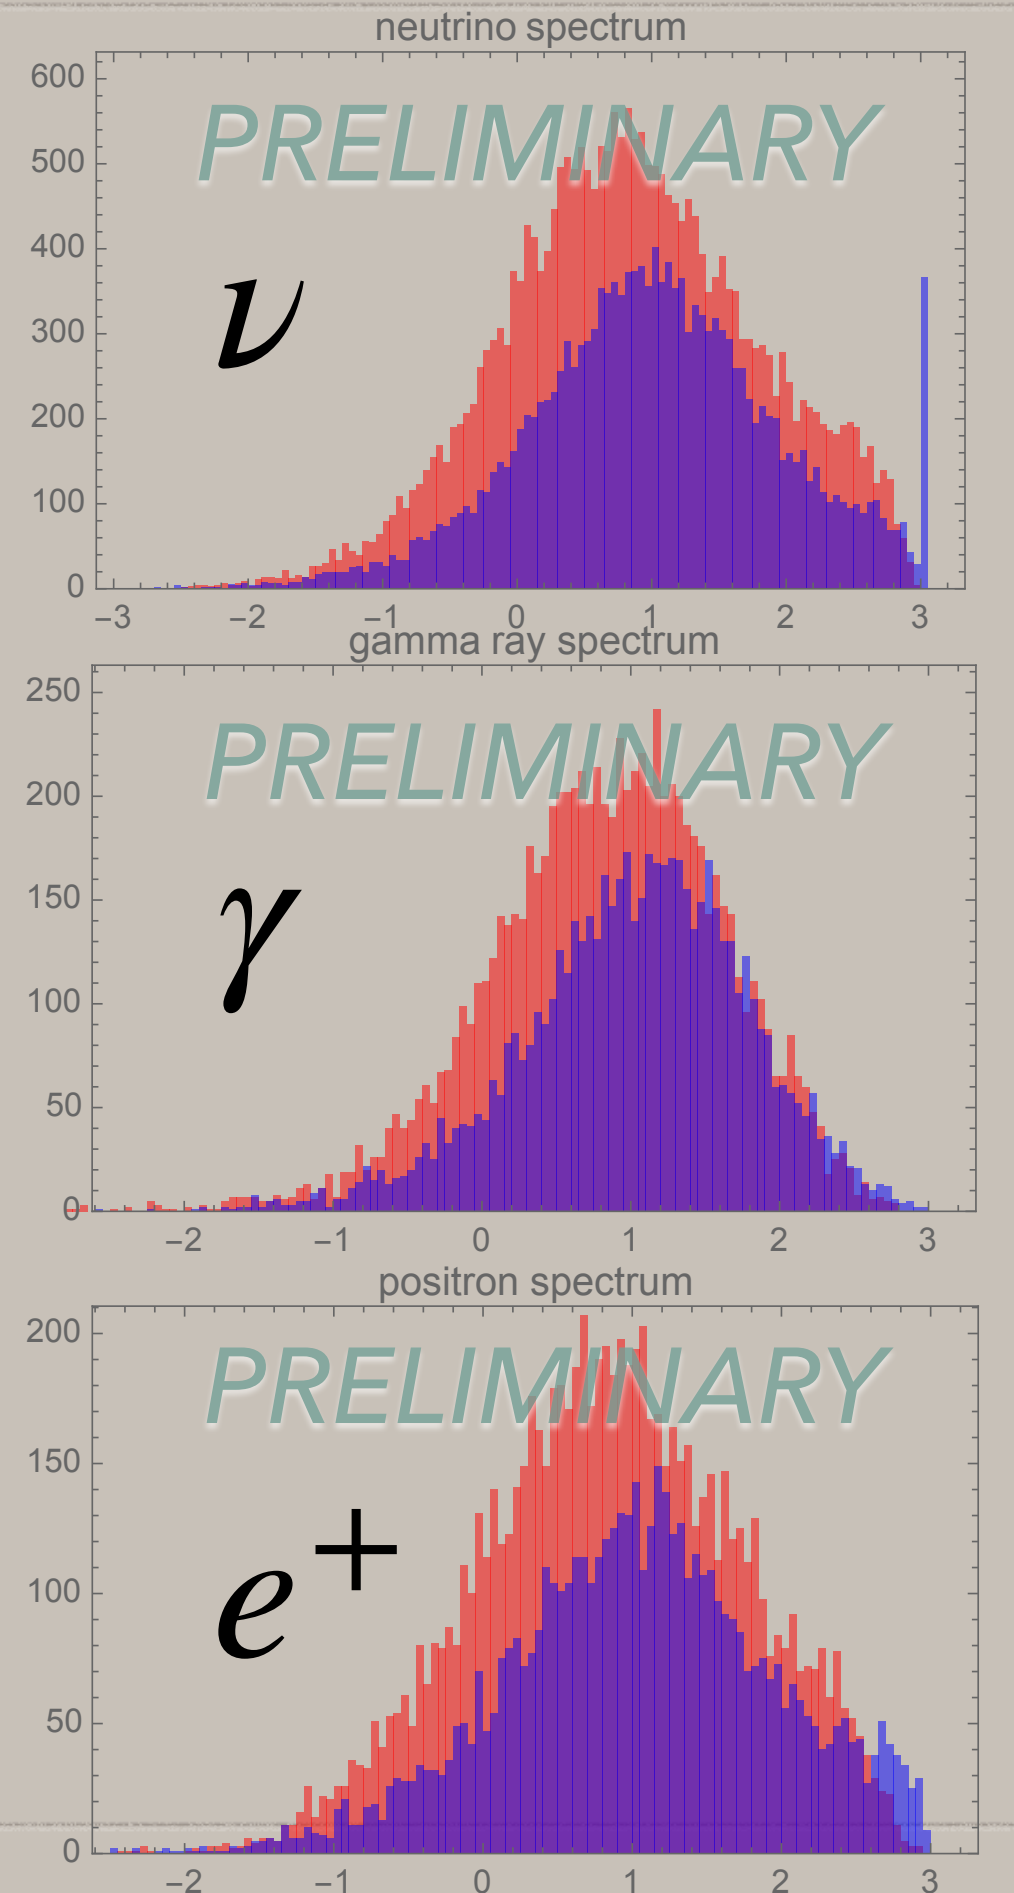 neutrino spectrum
PRELIMINARY
ν
600
500
400
300
200
100
0
−3 −2 −1 0 1 2 3
gamma ray spectrum
PRELIMINARY
γ
250
200
150
100
50
0
−2 −1 0 1 2 3
positron spectrum
PRELIMINARY
e+
200
150
100
50
0
−2 −1 0 1 2 3